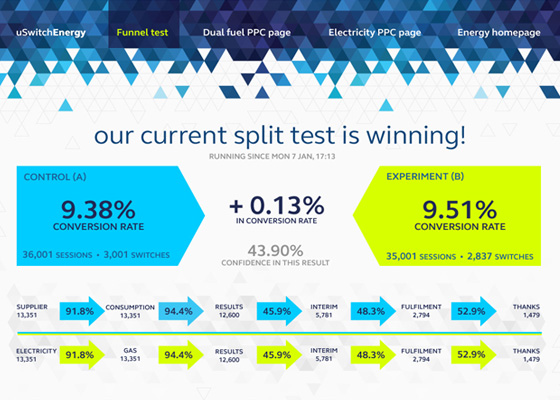 uSwitchEnergy Funnel test Dual fuel PPC page Electricity PPC page Energy homepage
our current split test is winning!
RUNNING SINCE MON 7 JAN, 17:13
CONTROL (A)
9.38%
CONVERSION RATE
36,001 SESSIONS • 3,001 SWITCHES
+ 0.13%
IN CONVERSION RATE
43.90%
CONFIDENCE IN THIS RESULT
EXPERIMENT (B)
9.51%
CONVERSION RATE
35,001 SESSIONS • 2,837 SWITCHES
SUPPLIER 91.8% CONSUMPTION 94.4% RESULTS 45.9% INTERIM 48.3% FULFILMENT 52.9% THANKS
13,351 13,351 12,600 5,781 2,794 1,479
ELECTRICITY 91.8% GAS 94.4% RESULTS 45.9% INTERIM 48.3% FULFILMENT 52.9% THANKS
13,351 13,351 12,600 5,781 2,794 1,479